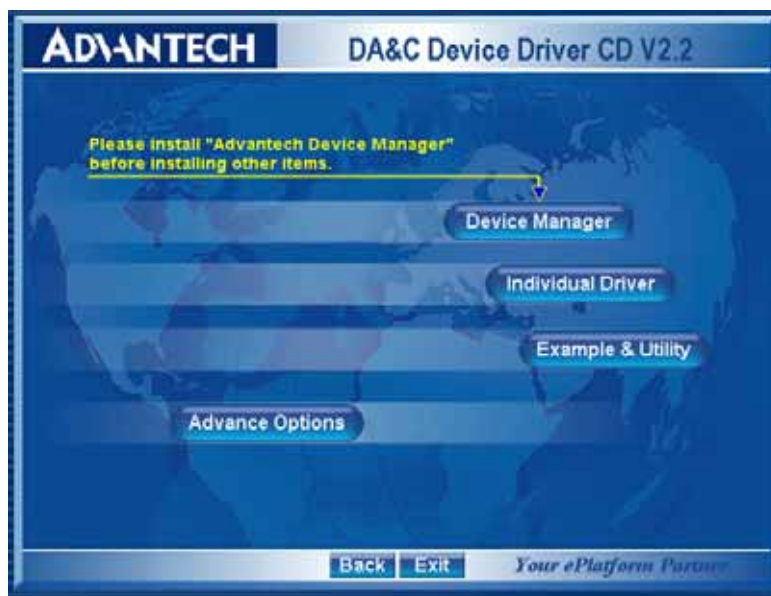 ADVANTECH
DA&C Device Driver CD V2.2
Please install "Advantech Device Manager"
before installing other items.
Device Manager
Individual Driver
Example & Utility
Advance Options
Back Exit
Your ePlatform Partner